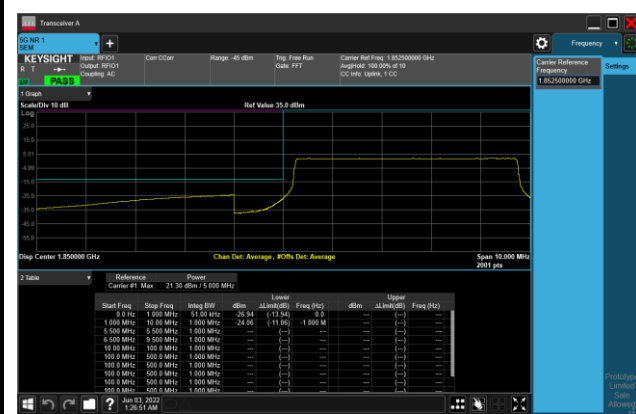 Transceiver A
5G NR 1
SEM
Frequency
KEYSIGHT
Input: RFIO1
Corr CCorr
Range: -45 dBm
Trig: Free Run
Carrier Ref Freq: 1.852500000 GHz
R T
Output: RFIO1
Gate: FFT
Avg|Hold: 100.00% of 10
Coupling: AC
CC Info: Uplink, 1 CC
PASS
Carrier Reference
Frequency
1.852500000 GHz
Settings
1 Graph
Scale/Div 10 dB
Ref Value 35.0 dBm
Log
25.0
15.0
-4.99
-15.0
-25.0
-35.0
-45.0
-55.0
Disp Center 1.850000 GHz
Chan Det: Average , #Offs Det: Average
Span 10.000 MHz
2001 pts
2 Table
Reference
Power
Carrier #1 Max
21.30 dBm / 5.000 MHz
Lower
Upper
Start Freq Stop Freq Integ BW dBm ΔLimit(dB) Freq (Hz) dBm ΔLimit(dB) Freq (Hz)
0.0 Hz 1.000 MHz 51.00 kHz -26.94 (-13.94) 0.0 --- (---) ---
1.000 MHz 10.00 MHz 1.000 MHz -24.06 (-11.06) -1.000 M --- (---) ---
5.500 MHz 5.500 MHz 1.000 MHz --- (---) --- --- (---) ---
6.500 MHz 9.500 MHz 1.000 MHz --- (---) --- --- (---) ---
10.00 MHz 100.0 MHz 1.000 MHz --- (---) --- --- (---) ---
100.0 MHz 500.0 MHz 1.000 MHz --- (---) --- --- (---) ---
100.0 MHz 500.0 MHz 1.000 MHz --- (---) --- --- (---) ---
100.0 MHz 500.0 MHz 1.000 MHz --- (---) --- --- (---) ---
100.0 MHz 500.0 MHz 1.000 MHz --- (---) --- --- (---) ---
Prototype
Limited
Sale
Allowed
Jun 03, 2022
1:26:51 AM